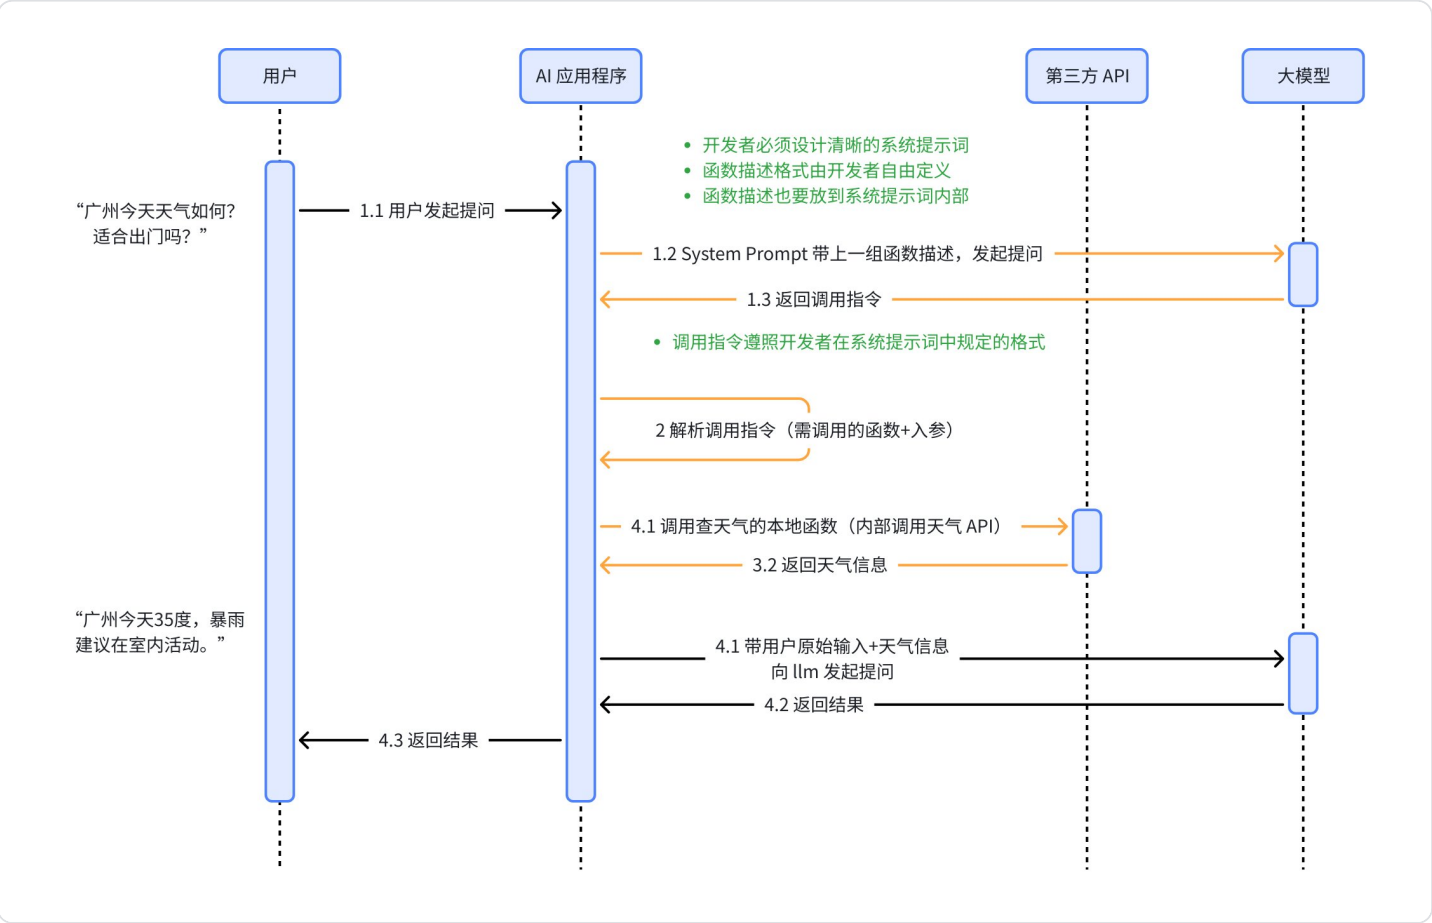 用户
AI 应用程序
第三方 API
大模型
• 开发者必须设计清晰的系统提示词
• 函数描述格式由开发者自由定义
• 函数描述也要放到系统提示词内部
“广州今天天气如何？
适合出门吗？”
1.1 用户发起提问
1.2 System Prompt 带上一组函数描述，发起提问
1.3 返回调用指令
• 调用指令遵照开发者在系统提示词中规定的格式
2 解析调用指令（需调用的函数+入参）
4.1 调用查天气的本地函数（内部调用天气 API）
3.2 返回天气信息
“广州今天35度，暴雨
建议在室内活动。”
4.1 带用户原始输入+天气信息
向 llm 发起提问
4.2 返回结果
4.3 返回结果